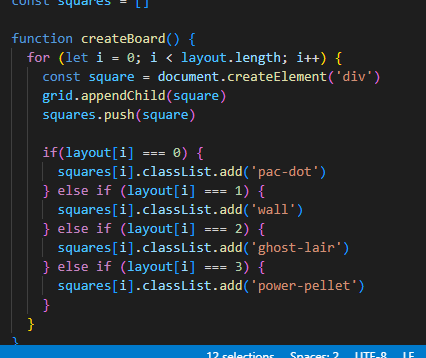 const squares = []
function createBoard() {
for (let i = 0; i < layout.length; i++) {
const square = document.createElement('div')
grid.appendChild(square)
squares.push(square)
if(layout[i] === 0) {
squares[i].classList.add('pac-dot')
} else if (layout[i] === 1) {
squares[i].classList.add('wall')
} else if (layout[i] === 2) {
squares[i].classList.add('ghost-lair')
} else if (layout[i] === 3) {
squares[i].classList.add('power-pellet')
}
}
}
12 selections Spaces: 2 UTF-8 LF